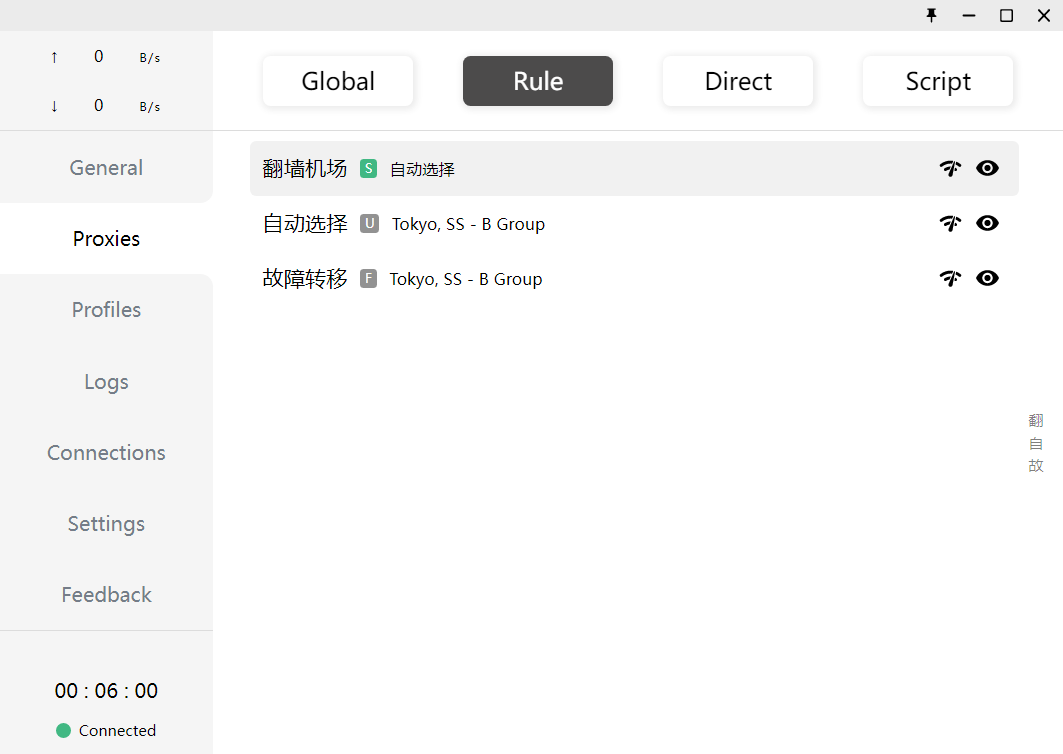 ↑ 0 B/s
↓ 0 B/s
General
Proxies
Profiles
Logs
Connections
Settings
Feedback
00 : 06 : 00
Connected
Global Rule Direct Script
翻墙机场 S 自动选择
自动选择 U Tokyo, SS - B Group
故障转移 F Tokyo, SS - B Group
翻
自
故